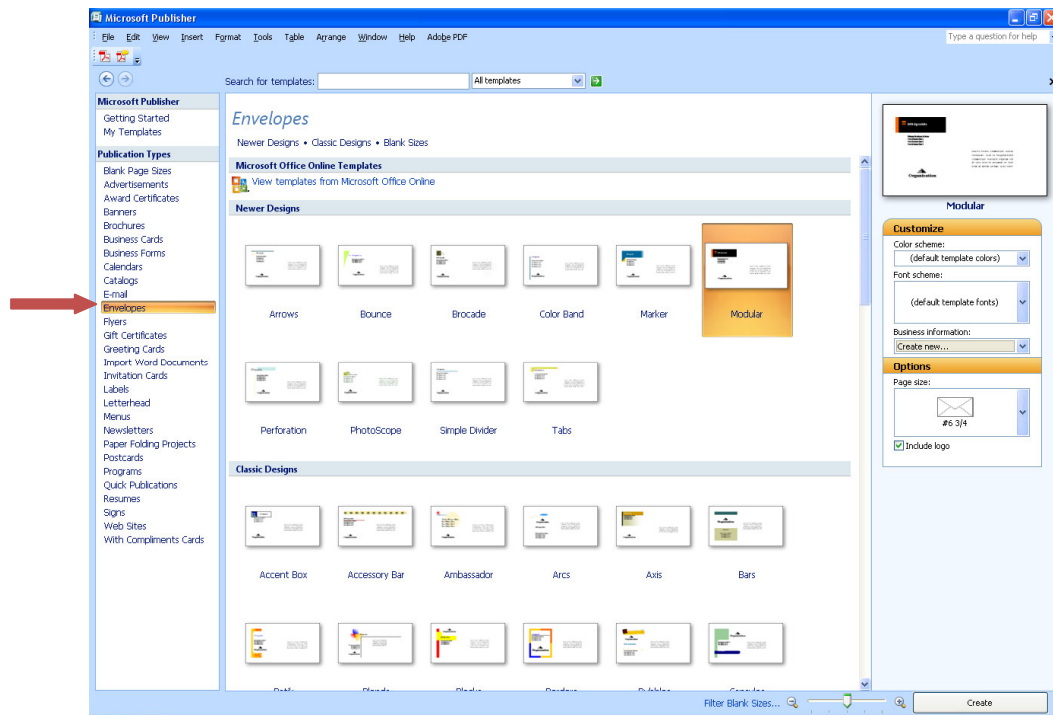 Microsoft Publisher
File Edit View Insert Format Tools Table Arrange Window Help Adobe PDF
Type a question for help
Search for templates:
All templates
Microsoft Publisher
Getting Started
My Templates
Publication Types
Blank Page Sizes
Advertisements
Award Certificates
Banners
Brochures
Business Cards
Business Forms
Calendars
Catalogs
E-mail
Envelopes
Flyers
Gift Certificates
Greeting Cards
Import Word Documents
Invitation Cards
Labels
Letterhead
Menus
Newsletters
Paper Folding Projects
Postcards
Programs
Quick Publications
Resumes
Signs
Web Sites
With Compliments Cards
Envelopes
Newer Designs • Classic Designs • Blank Sizes
Microsoft Office Online Templates
View templates from Microsoft Office Online
Newer Designs
Arrows Bounce Brocade Color Band Marker Modular
Perforation PhotoScope Simple Divider Tabs
Classic Designs
Accent Box Accessory Bar Ambassador Arcs Axis Bars
Organization
Modular
Customize
Color scheme:
(default template colors)
Font scheme:
(default template fonts)
Business information:
Create new...
Options
Page size:
#6 3/4
Include logo
Filter Blank Sizes...
Create